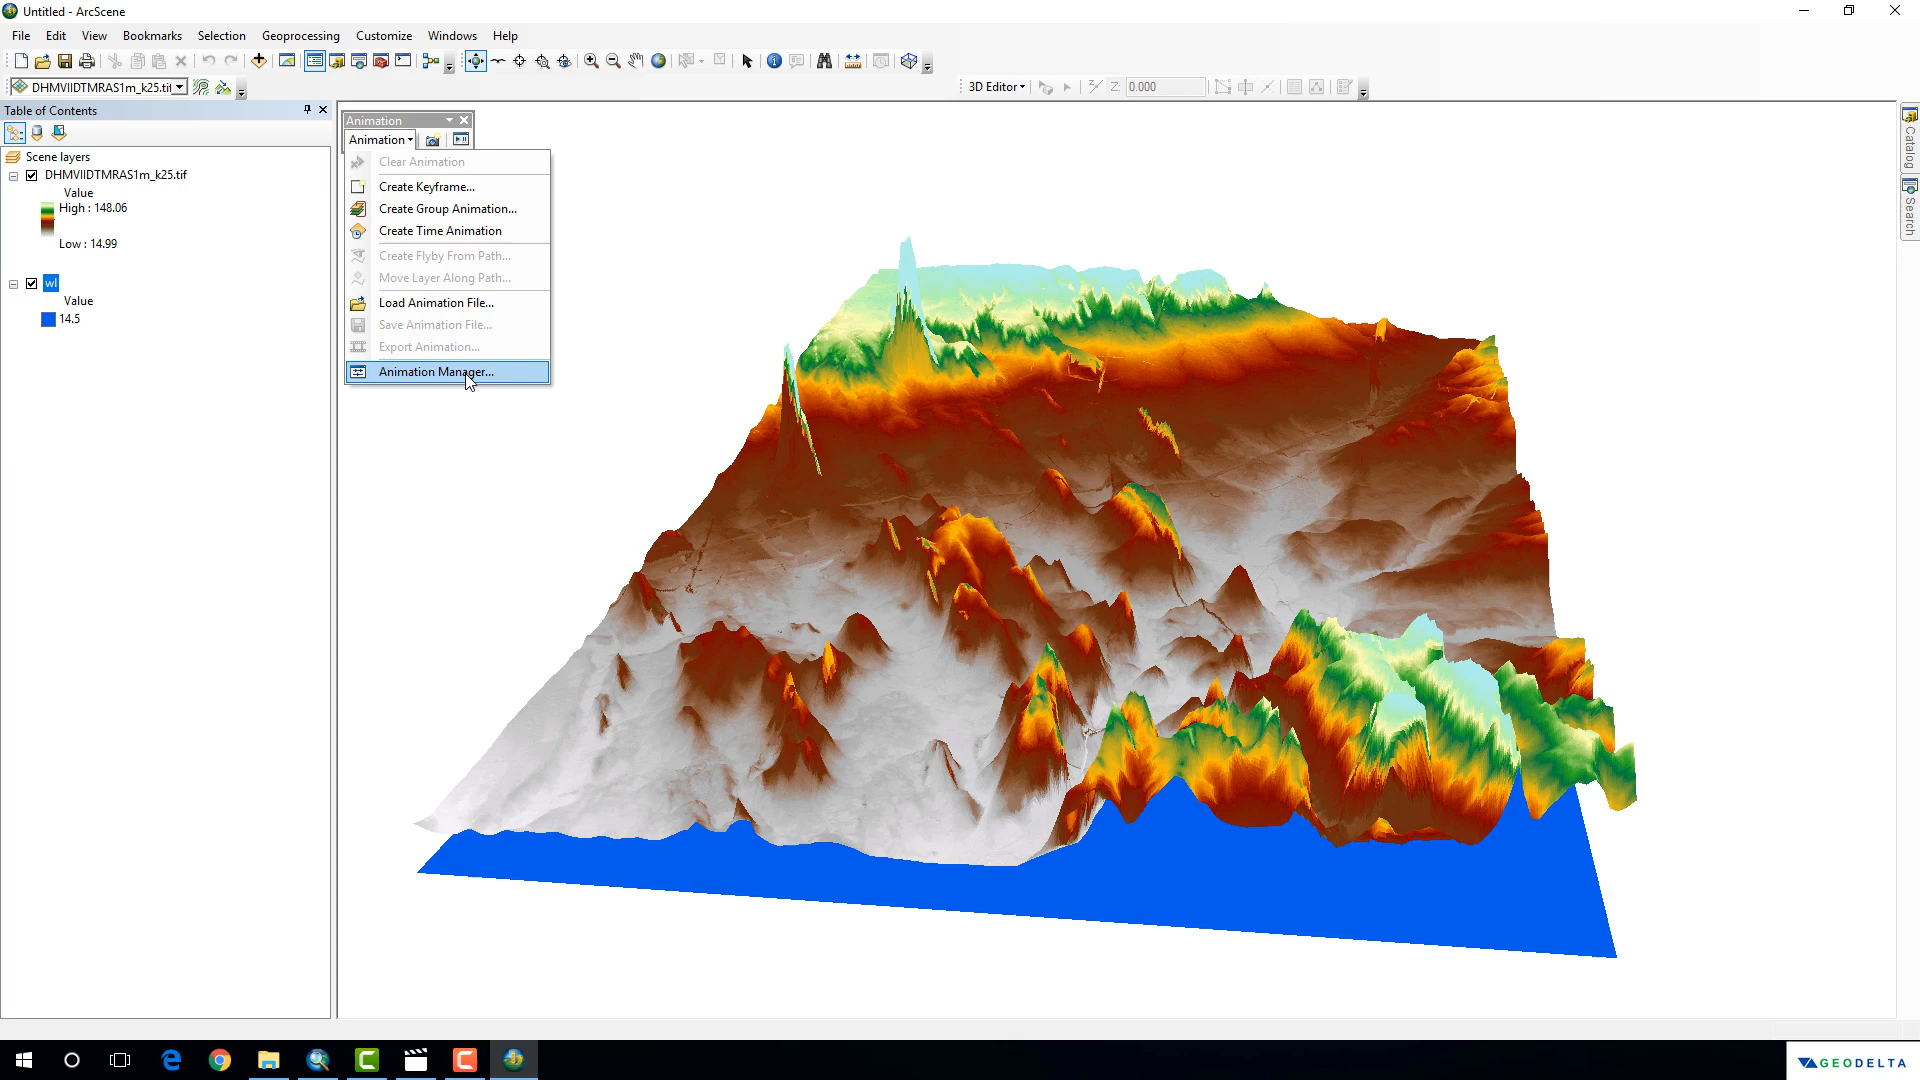 Untitled - ArcScene
File Edit View Bookmarks Selection Geoprocessing Customize Windows Help
DHMVIIDTMRAS1m_k25.tif
3D Editor
Z:
0.000
Table of Contents
Scene layers
DHMVIIDTMRAS1m_k25.tif
Value
High : 148.06
Low : 14.99
wl
Value
14.5
Animation
Animation
Clear Animation
Create Keyframe...
Create Group Animation...
Create Time Animation
Create Flyby From Path...
Move Layer Along Path...
Load Animation File...
Save Animation File...
Export Animation...
Animation Manager...
Catalog
Search
GEODELTA